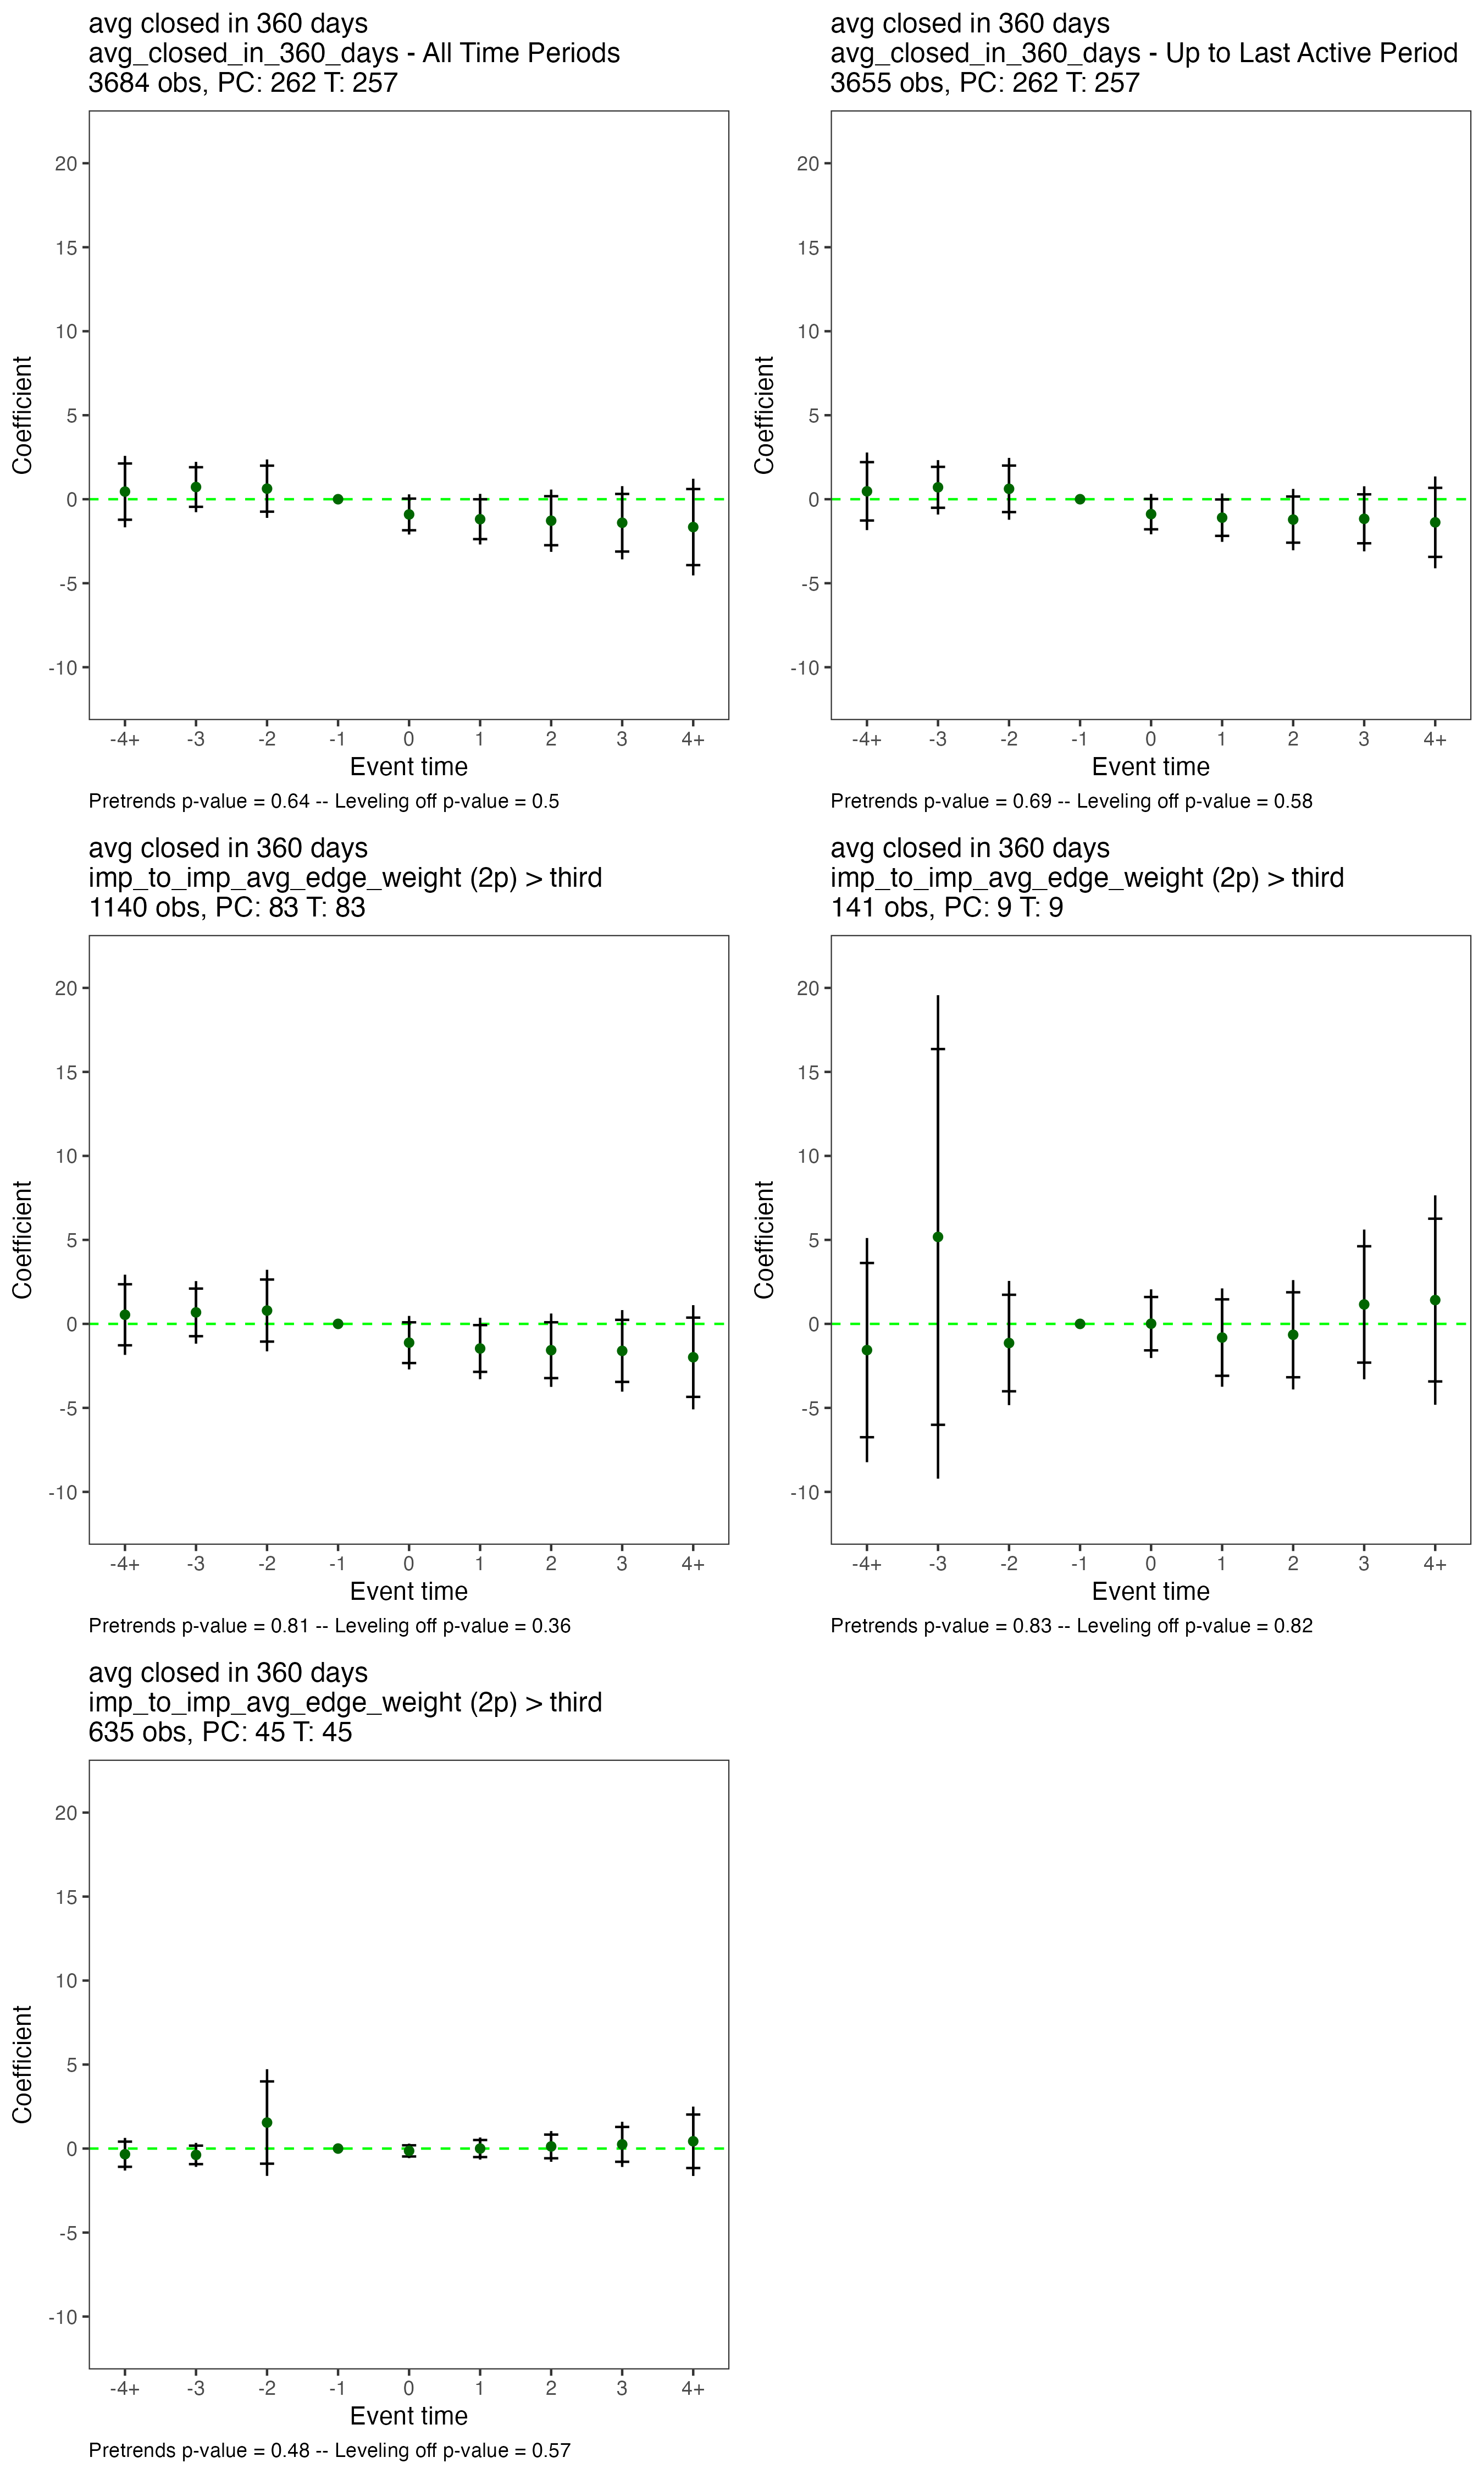 avg closed in 360 days
avg_closed_in_360_days - All Time Periods
3684 obs, PC: 262 T: 257
20
15
10
5
0
-5
-10
Coefficient
-4+ -3 -2 -1 0 1 2 3 4+
Event time
Pretrends p-value = 0.64 -- Leveling off p-value = 0.5
avg closed in 360 days
avg_closed_in_360_days - Up to Last Active Period
3655 obs, PC: 262 T: 257
20
15
10
5
0
-5
-10
Coefficient
-4+ -3 -2 -1 0 1 2 3 4+
Event time
Pretrends p-value = 0.69 -- Leveling off p-value = 0.58
avg closed in 360 days
imp_to_imp_avg_edge_weight (2p) > third
1140 obs, PC: 83 T: 83
20
15
10
5
0
-5
-10
Coefficient
-4+ -3 -2 -1 0 1 2 3 4+
Event time
Pretrends p-value = 0.81 -- Leveling off p-value = 0.36
avg closed in 360 days
imp_to_imp_avg_edge_weight (2p) > third
141 obs, PC: 9 T: 9
20
15
10
5
0
-5
-10
Coefficient
-4+ -3 -2 -1 0 1 2 3 4+
Event time
Pretrends p-value = 0.83 -- Leveling off p-value = 0.82
avg closed in 360 days
imp_to_imp_avg_edge_weight (2p) > third
635 obs, PC: 45 T: 45
20
15
10
5
0
-5
-10
Coefficient
-4+ -3 -2 -1 0 1 2 3 4+
Event time
Pretrends p-value = 0.48 -- Leveling off p-value = 0.57